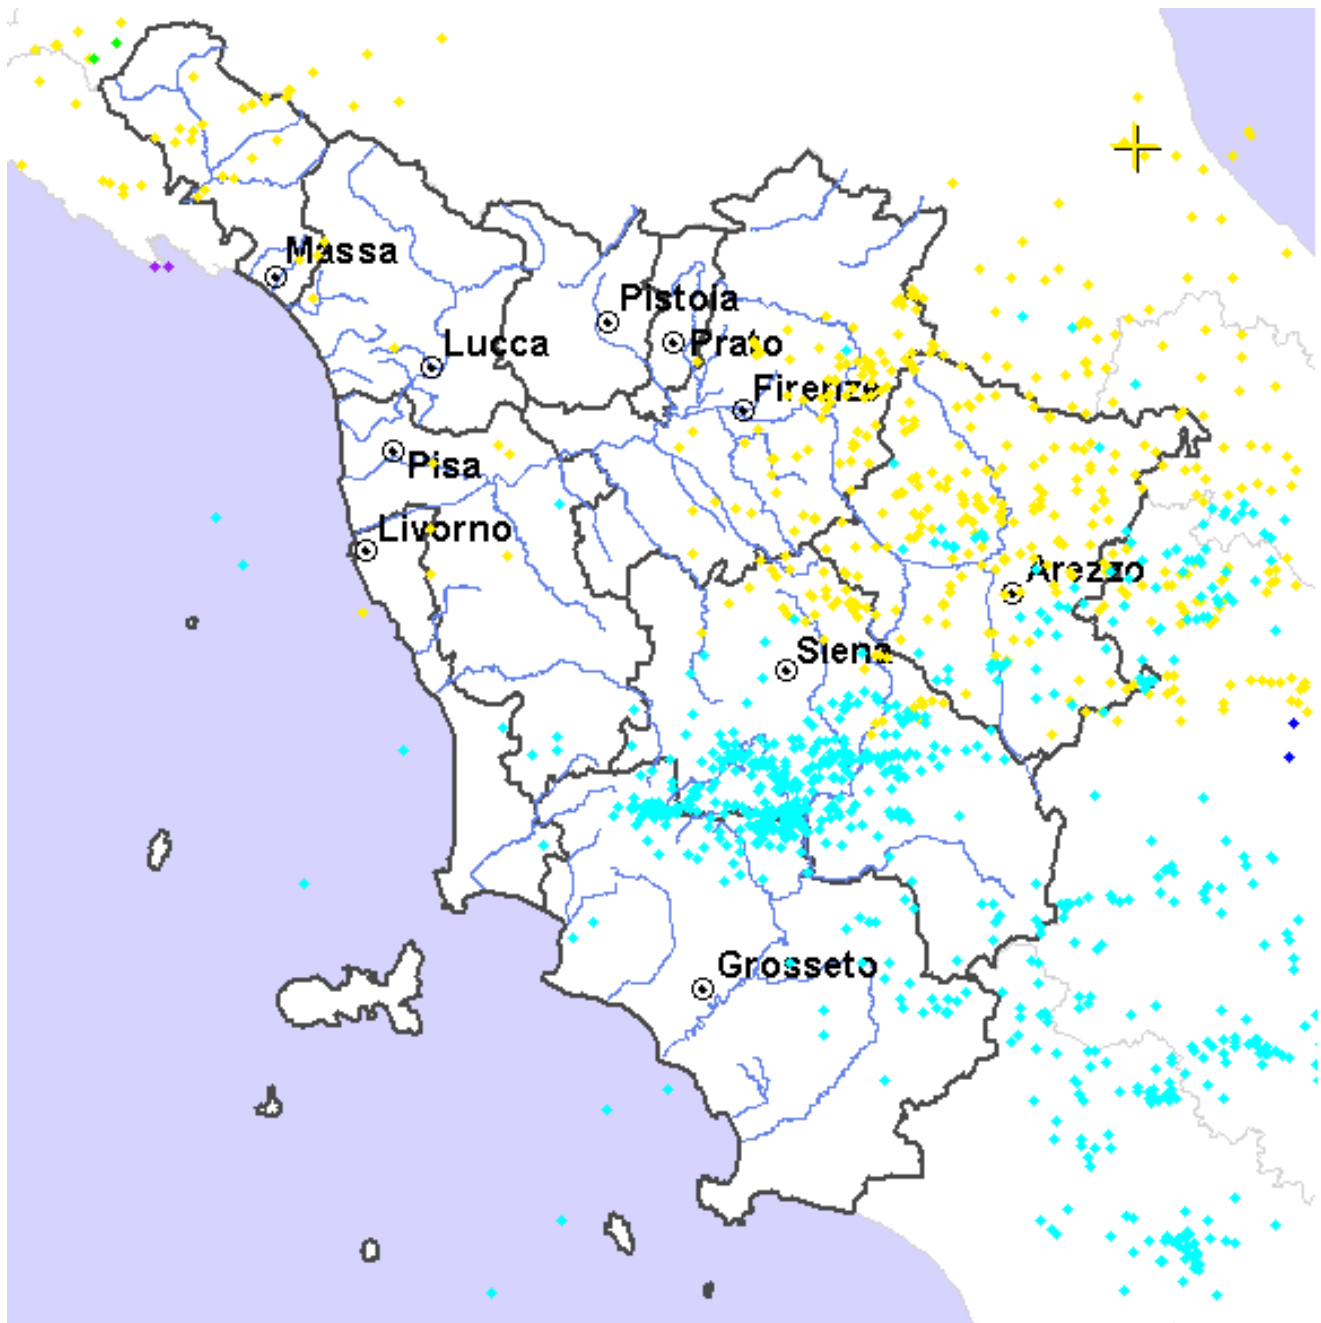 Massa
Pistoia
Lucca
Prato
Firenze
Pisa
Livorno
Arezzo
Siena
Grosseto